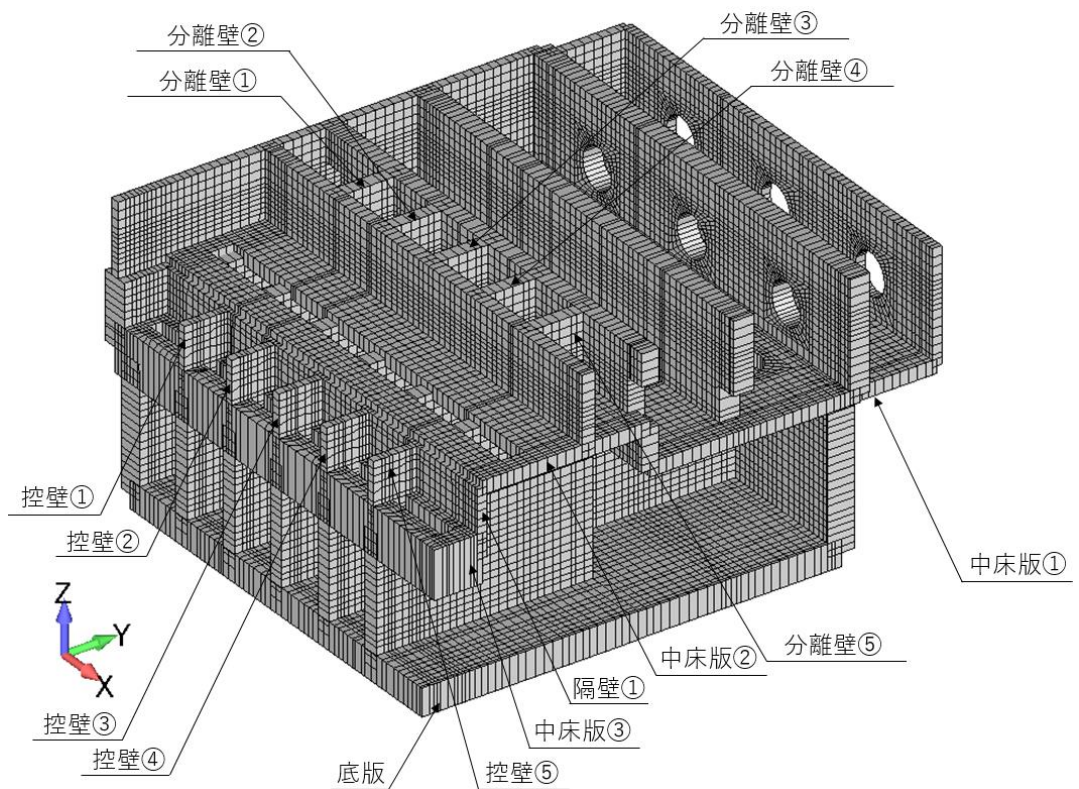 分離壁②
分離壁①
分離壁③
分離壁④
控壁①
控壁②
控壁③
控壁④
底版
控壁⑤
中床版③
隔壁①
中床版②
分離壁⑤
中床版①
Z
Y
X